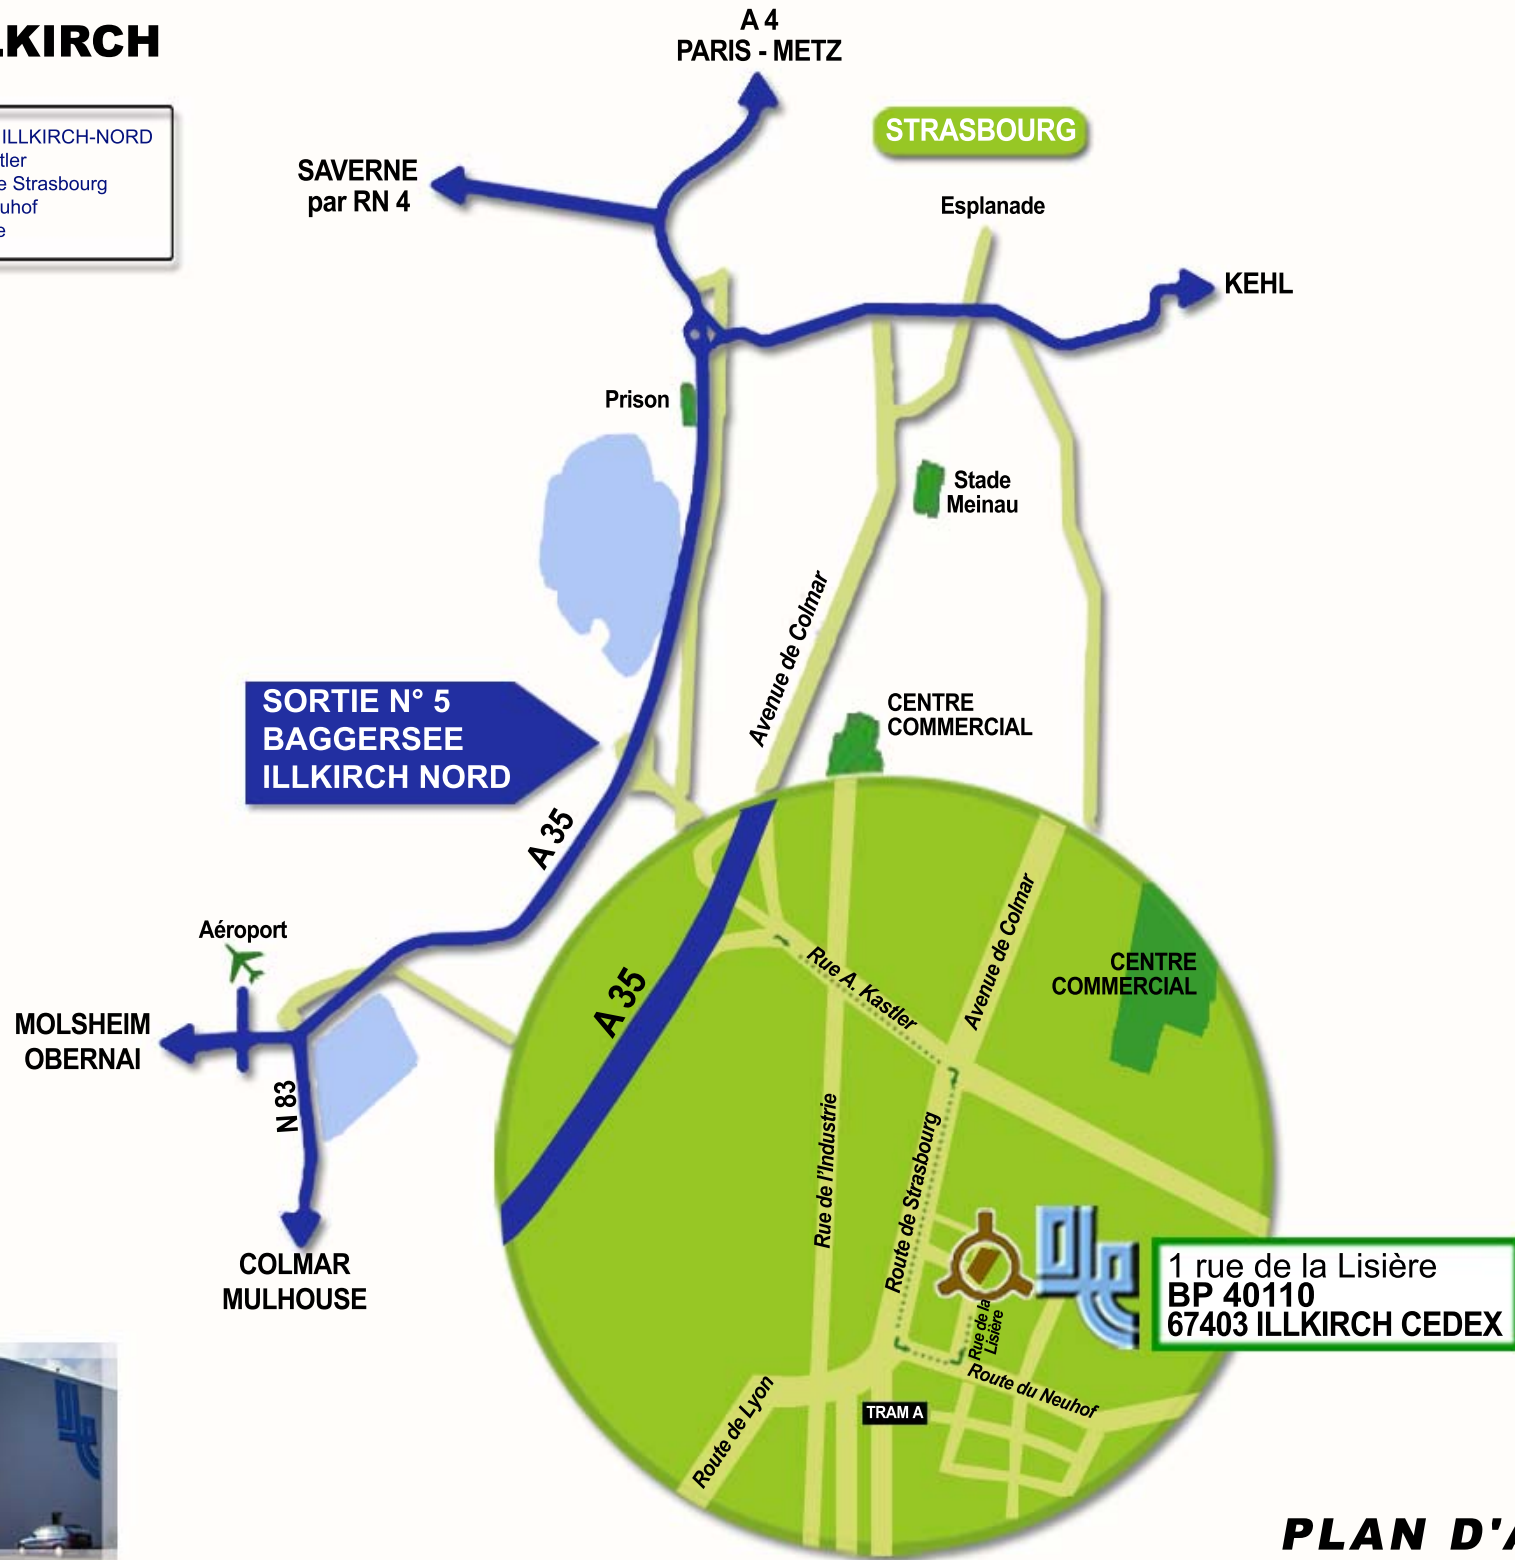 LKIRCH
ILLKIRCH-NORD
Strasbourg
A 4
PARIS - METZ
STRASBOURG
SAVERNE
par RN 4
Esplanade
KEHL
Prison
Stade
Meinau
Avenue de Colmar
SORTIE N° 5
BAGGERSEE
ILLKIRCH NORD
CENTRE
COMMERCIAL
A 35
Aéroport
MOLSHEIM
OBERNAI
N 83
COLMAR
MULHOUSE
A 35
Rue A. Kastler
Avenue de Colmar
CENTRE
COMMERCIAL
Rue de l'Industrie
Route de Strasbourg
Rue de la
Lisière
Route du Neuhof
Route de Lyon
TRAM A
1 rue de la Lisière
BP 40110
67403 ILLKIRCH CEDEX
PLAN D'A